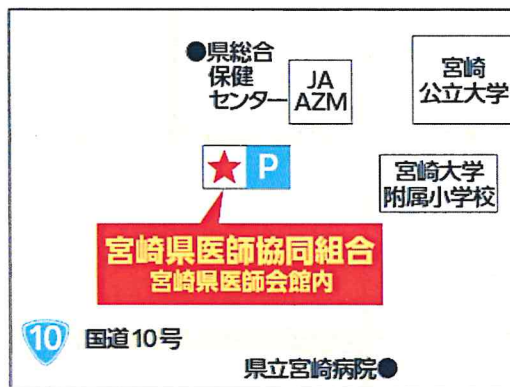 ●県総合
保健
センター
JA
AZM
宮崎
公立大学
★ P
宮崎大学
附属小学校
宮崎県医師協同組合
宮崎県医師会館内
10 国道10号
県立宮崎病院●